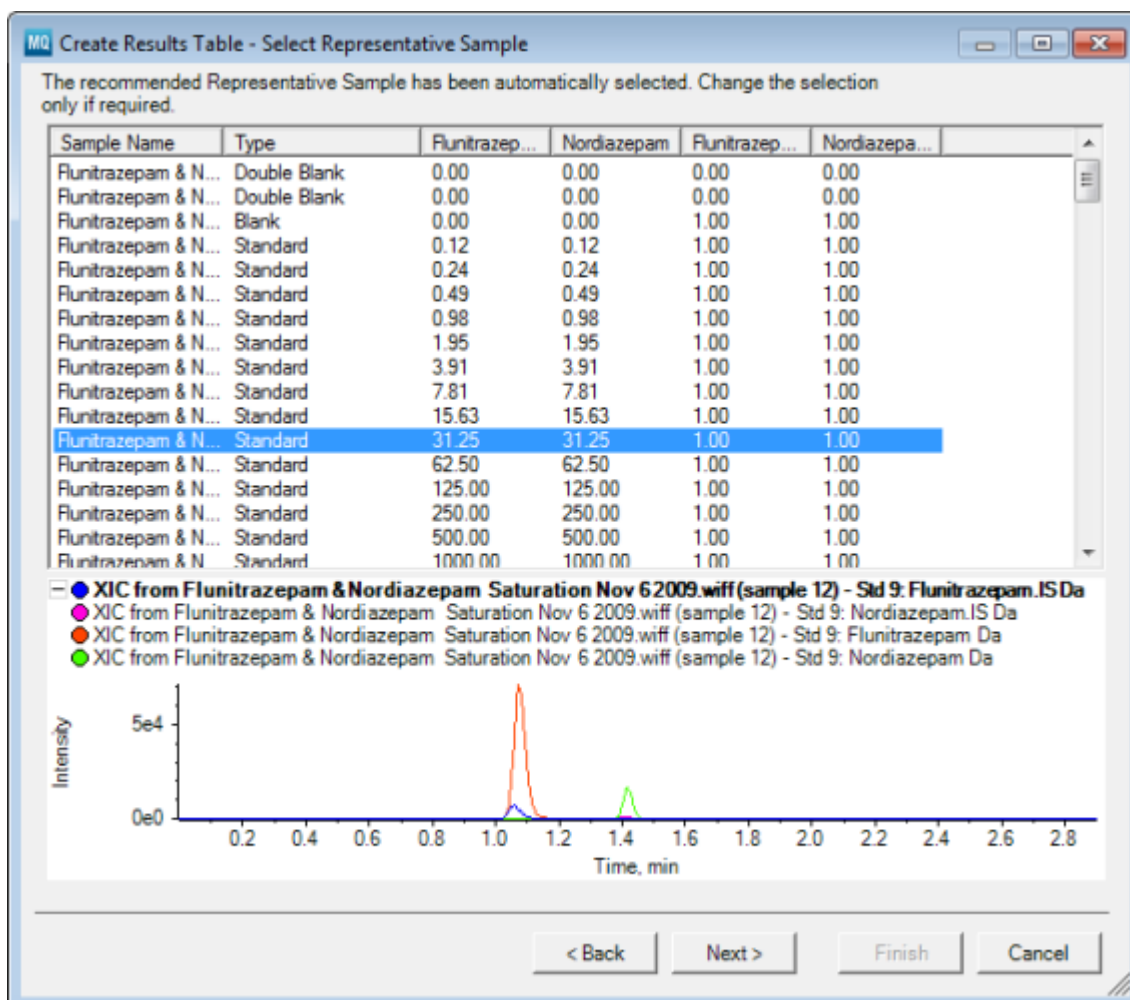 MQ Create Results Table - Select Representative Sample
The recommended Representative Sample has been automatically selected. Change the selection
only if required.
Sample Name Type Flunitrazep... Nordiazepam Flunitrazep... Nordiazepa...
Flunitrazepam & N... Double Blank 0.00 0.00 0.00 0.00
Flunitrazepam & N... Double Blank 0.00 0.00 0.00 0.00
Flunitrazepam & N... Blank 0.00 0.00 1.00 1.00
Flunitrazepam & N... Standard 0.12 0.12 1.00 1.00
Flunitrazepam & N... Standard 0.24 0.24 1.00 1.00
Flunitrazepam & N... Standard 0.49 0.49 1.00 1.00
Flunitrazepam & N... Standard 0.98 0.98 1.00 1.00
Flunitrazepam & N... Standard 1.95 1.95 1.00 1.00
Flunitrazepam & N... Standard 3.91 3.91 1.00 1.00
Flunitrazepam & N... Standard 7.81 7.81 1.00 1.00
Flunitrazepam & N... Standard 15.63 15.63 1.00 1.00
Flunitrazepam & N... Standard 31.25 31.25 1.00 1.00
Flunitrazepam & N... Standard 62.50 62.50 1.00 1.00
Flunitrazepam & N... Standard 125.00 125.00 1.00 1.00
Flunitrazepam & N... Standard 250.00 250.00 1.00 1.00
Flunitrazepam & N... Standard 500.00 500.00 1.00 1.00
Flunitrazepam & N... Standard 1000.00 1000.00 1.00 1.00
XIC from Flunitrazepam & Nordiazepam Saturation Nov 6 2009.wiff (sample 12) - Std 9: Flunitrazepam.IS Da
XIC from Flunitrazepam & Nordiazepam Saturation Nov 6 2009.wiff (sample 12) - Std 9: Nordiazepam.IS Da
XIC from Flunitrazepam & Nordiazepam Saturation Nov 6 2009.wiff (sample 12) - Std 9: Flunitrazepam Da
XIC from Flunitrazepam & Nordiazepam Saturation Nov 6 2009.wiff (sample 12) - Std 9: Nordiazepam Da
Intensity
5e4
0e0
0.2 0.4 0.6 0.8 1.0 1.2 1.4 1.6 1.8 2.0 2.2 2.4 2.6 2.8
Time, min
< Back Next > Finish Cancel